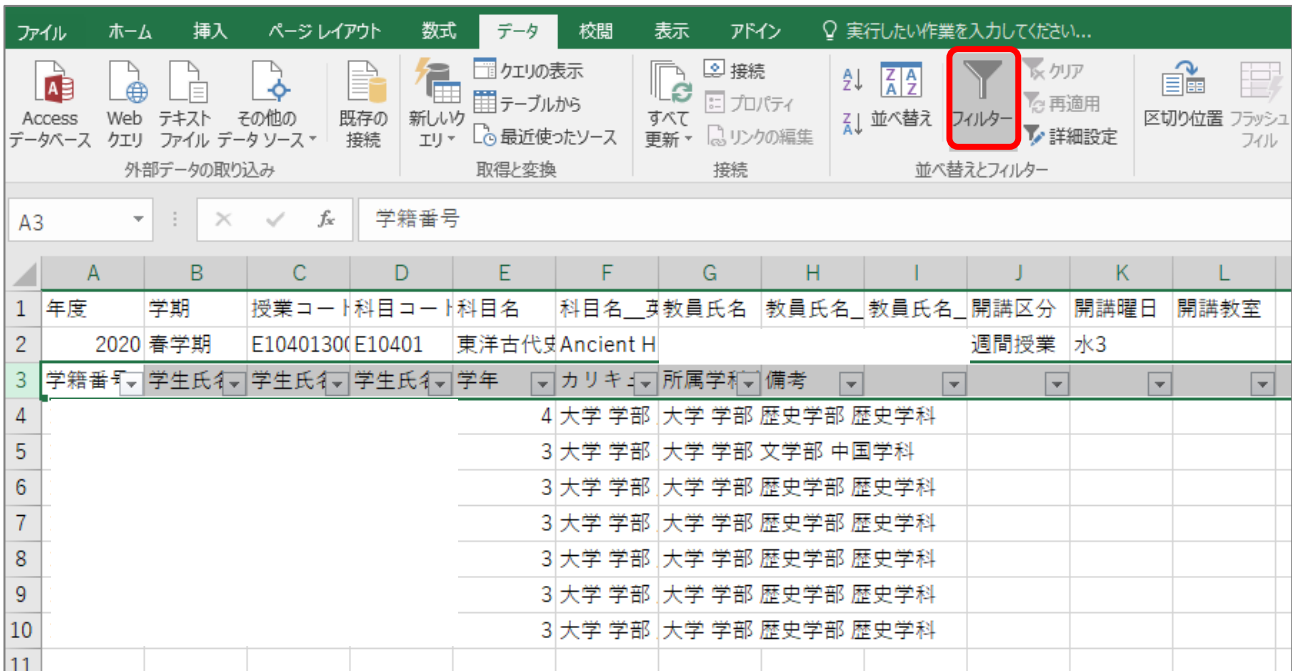 ファイル ホーム 挿入 ページ レイアウト 数式 データ 校閲 表示 アドイン 実行したい作業を入力してください...
Access データベース
Web クエリ
テキスト ファイル
その他の データ ソース
外部データの取り込み
既存の 接続
新しいク エリ
クエリの表示
テーブルから
最近使ったソース
取得と変換
すべて 更新
接続
プロパティ
リンクの編集
接続
並べ替え
フィルター
クリア
再適用
詳細設定
並べ替えとフィルター
区切り位置
フラッシュ フィル
A3 fx 学籍番号
A B C D E F G H I J K L
1 年度 学期 授業コート 科目コート 科目名 科目名__英 教員氏名 教員氏名_ 教員氏名_ 開講区分 開講曜日 開講教室
2 2020 春学期 E1040130 E10401 東洋古代史 Ancient H 週間授業 水3
3 学籍番号 学生氏名 学生氏名 学生氏名 学年 カリキュ 所属学科 備考
4 4 大学 学部 大学 学部 歴史学部 歴史学科
5 3 大学 学部 大学 学部 文学部 中国学科
6 3 大学 学部 大学 学部 歴史学部 歴史学科
7 3 大学 学部 大学 学部 歴史学部 歴史学科
8 3 大学 学部 大学 学部 歴史学部 歴史学科
9 3 大学 学部 大学 学部 歴史学部 歴史学科
10 3 大学 学部 大学 学部 歴史学部 歴史学科
11